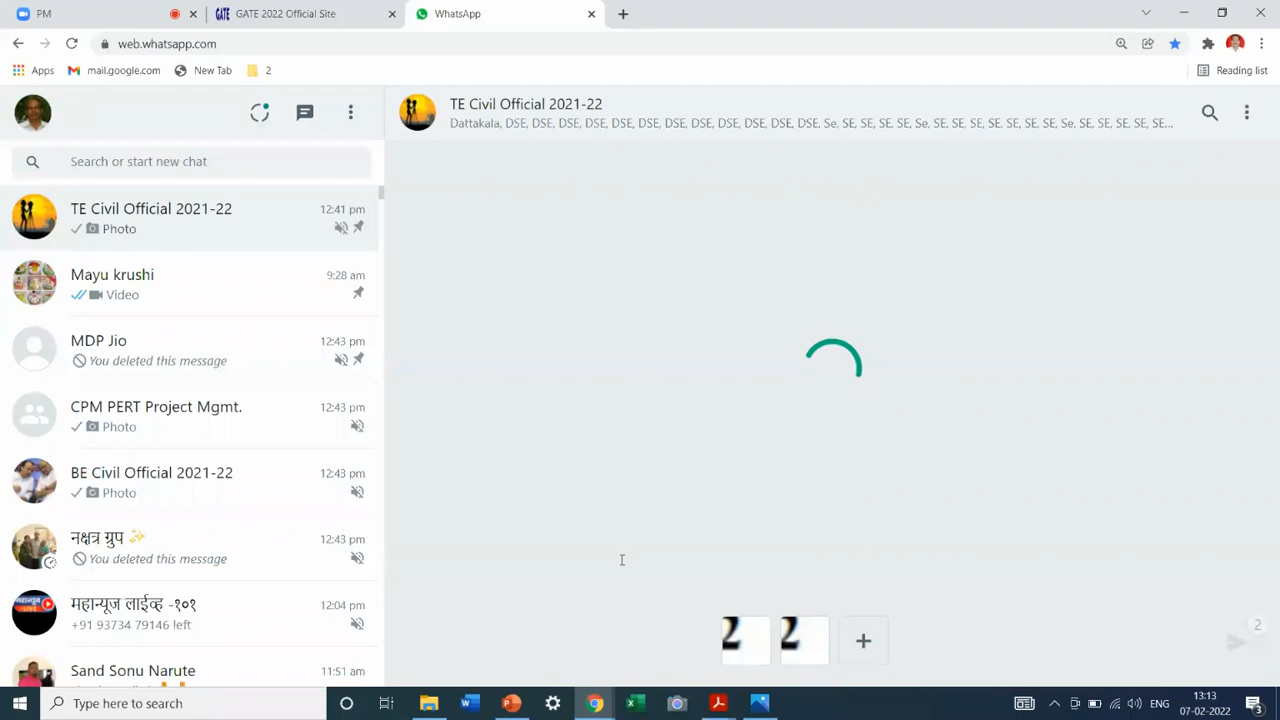 PM
GATE GATE 2022 Official Site
WhatsApp
web.whatsapp.com
Apps mail.google.com New Tab 2 Reading list
TE Civil Official 2021-22
Dattakala, DSE, DSE, DSE, DSE, DSE, DSE, DSE, DSE, DSE, DSE, DSE, DSE, Se. SE, SE, SE, Se, SE, SE, SE, SE, SE, SE, Se, SE, SE, SE, SE...
Search or start new chat
TE Civil Official 2021-22 12:41 pm
Photo
Mayu krushi 9:28 am
Video
MDP Jio 12:43 pm
You deleted this message
CPM PERT Project Mgmt. 12:43 pm
Photo
BE Civil Official 2021-22 12:43 pm
Photo
नक्षत्र ग्रुप ✨ 12:43 pm
You deleted this message
महान्यूज लाईव्ह -१०१ 12:04 pm
+91 93734 79146 left
Sand Sonu Narute 11:51 am
2 2 + 2
Type here to search
ENG
13:13
07-02-2022
3